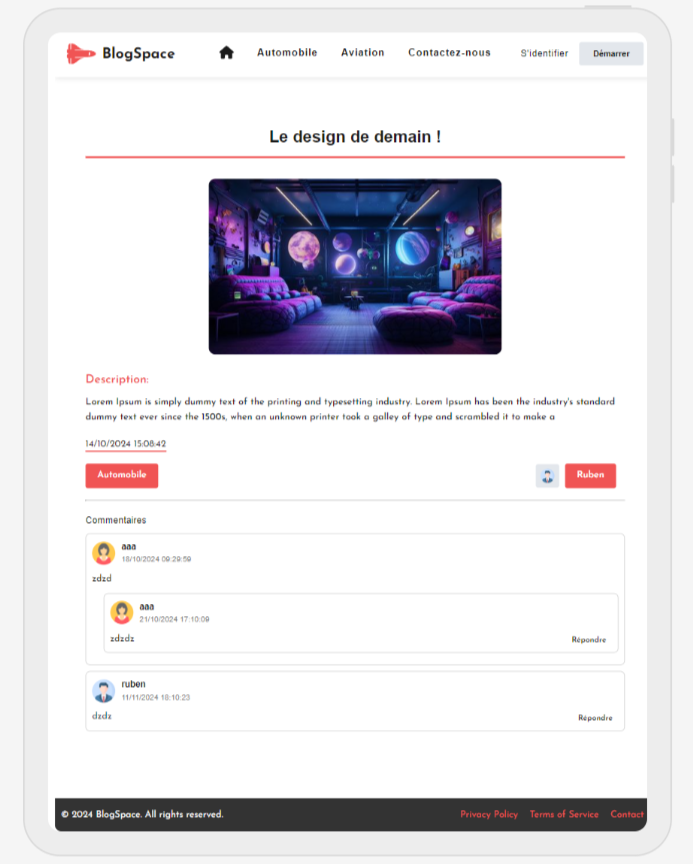 BlogSpace Automobile Aviation Contactez-nous S'identifier Démarrer
Le design de demain !
Description:
Lorem Ipsum is simply dummy text of the printing and typesetting industry. Lorem Ipsum has been the industry's standard
dummy text ever since the 1500s, when an unknown printer took a galley of type and scrambled it to make a
14/10/2024 15:08:42
Automobile Ruben
Commentaires
aaa
18/10/2024 09:29:59
zdzd
aaa
21/10/2024 17:10:09
zdzdz Répondre
ruben
11/11/2024 18:10:23
dzdz Répondre
© 2024 BlogSpace. All rights reserved. Privacy Policy Terms of Service Contact